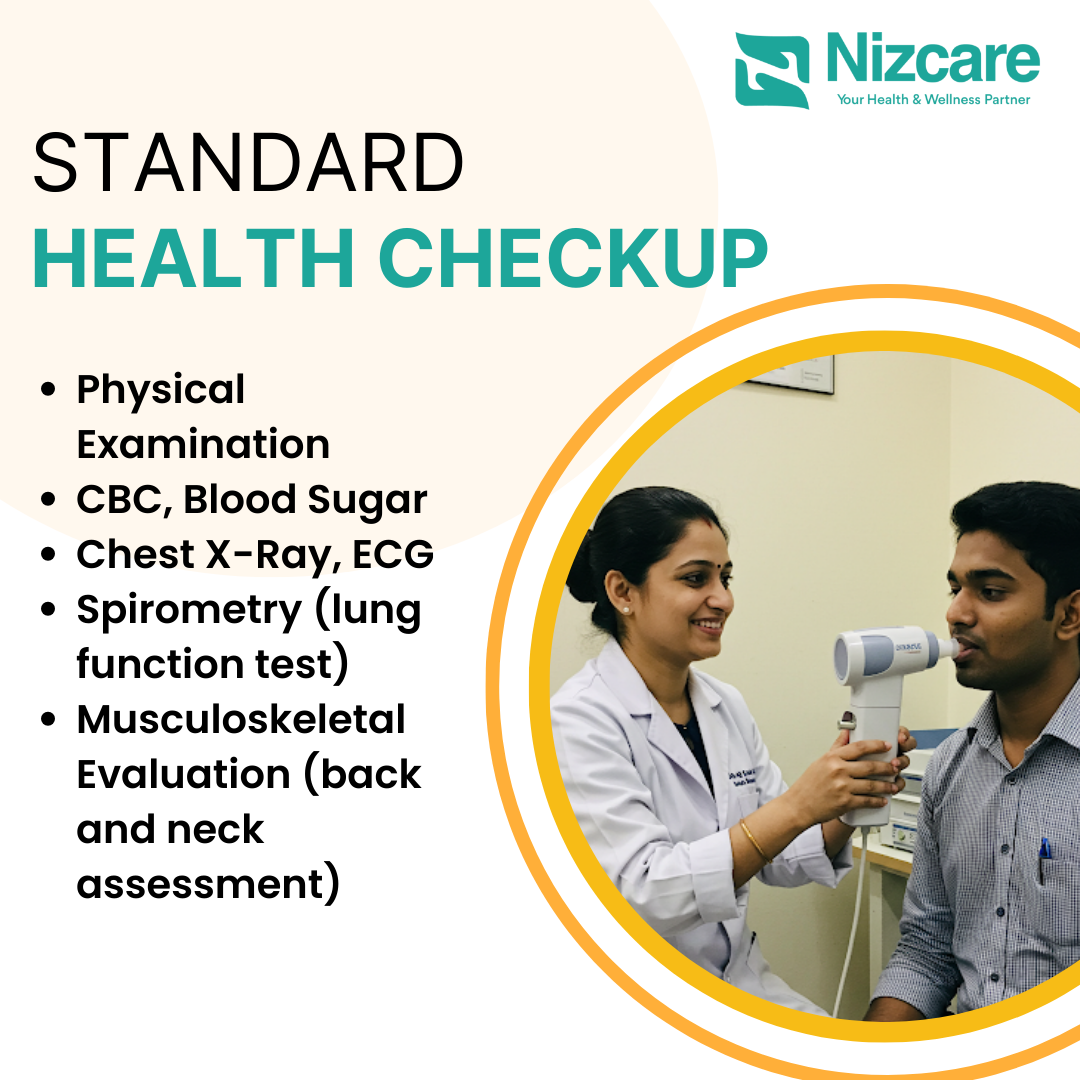 Nizcare
Your Health & Wellness Partner
STANDARD
HEALTH CHECKUP
• Physical
Examination
• CBC, Blood Sugar
• Chest X-Ray, ECG
• Spirometry (lung
function test)
• Musculoskeletal
Evaluation (back
and neck
assessment)